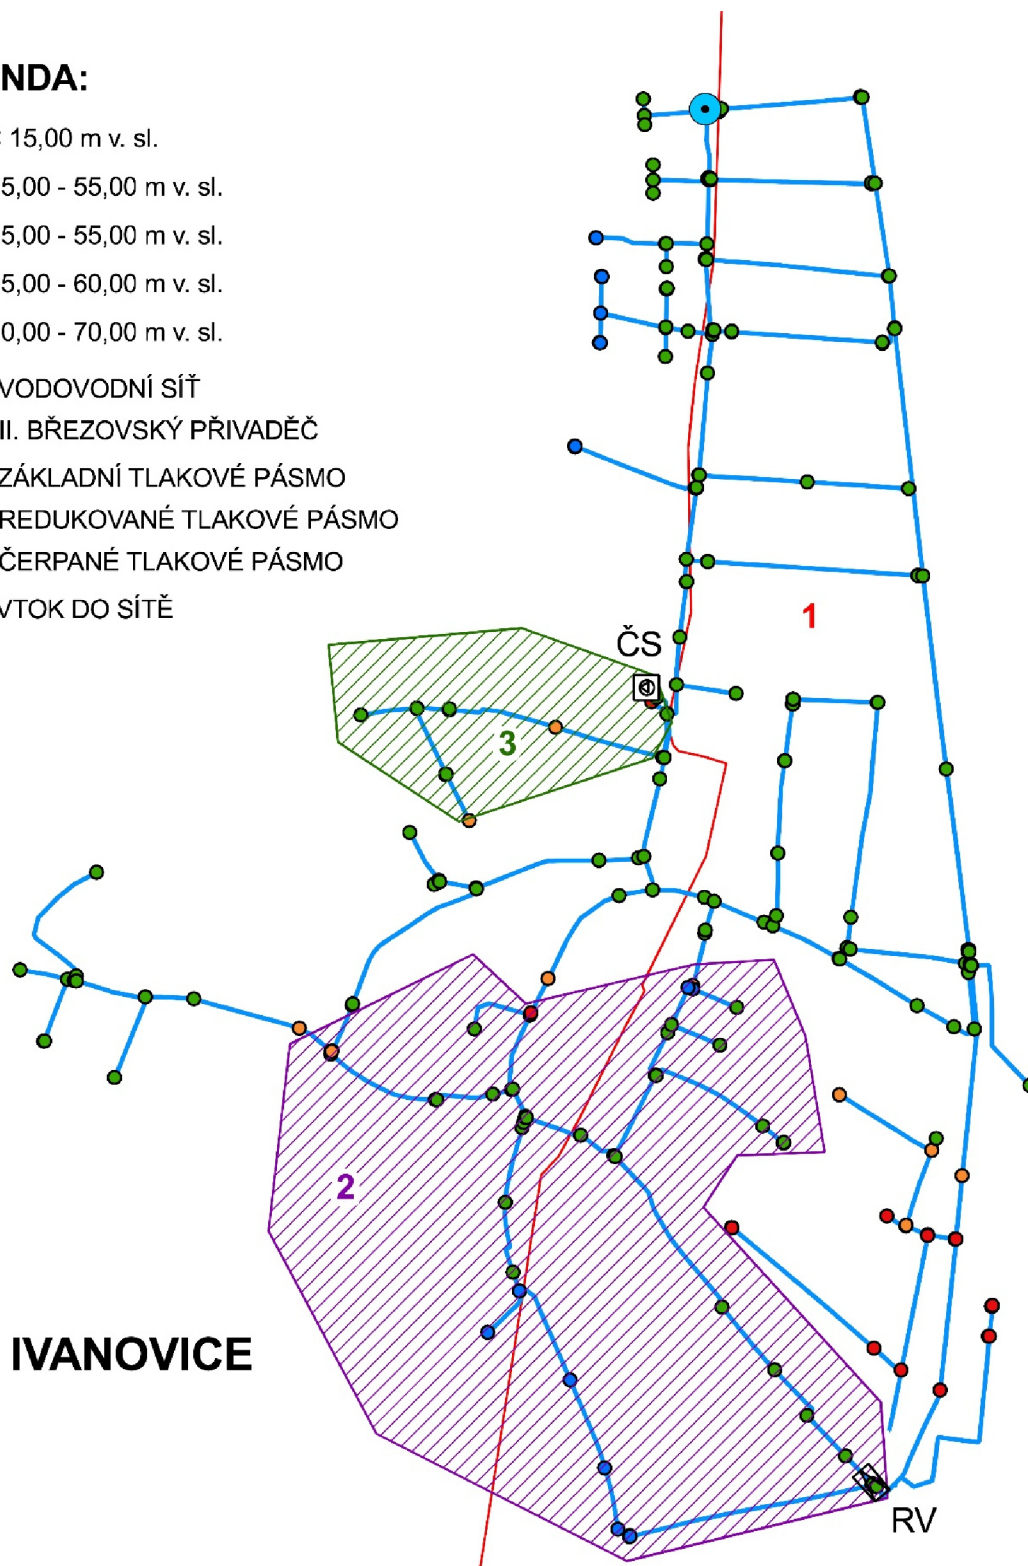 NDA:
15,00 m v. sl.
5,00 - 55,00 m v. sl.
5,00 - 55,00 m v. sl.
5,00 - 60,00 m v. sl.
0,00 - 70,00 m v. sl.
VODOVODNÍ SÍŤ
II. BŘEZOVSKÝ PŘIVADĚČ
ZÁKLADNÍ TLAKOVÉ PÁSMO
REDUKOVANÉ TLAKOVÉ PÁSMO
ČERPANÉ TLAKOVÉ PÁSMO
VTOK DO SÍTĚ
1
ČS
3
2
IVANOVICE
RV